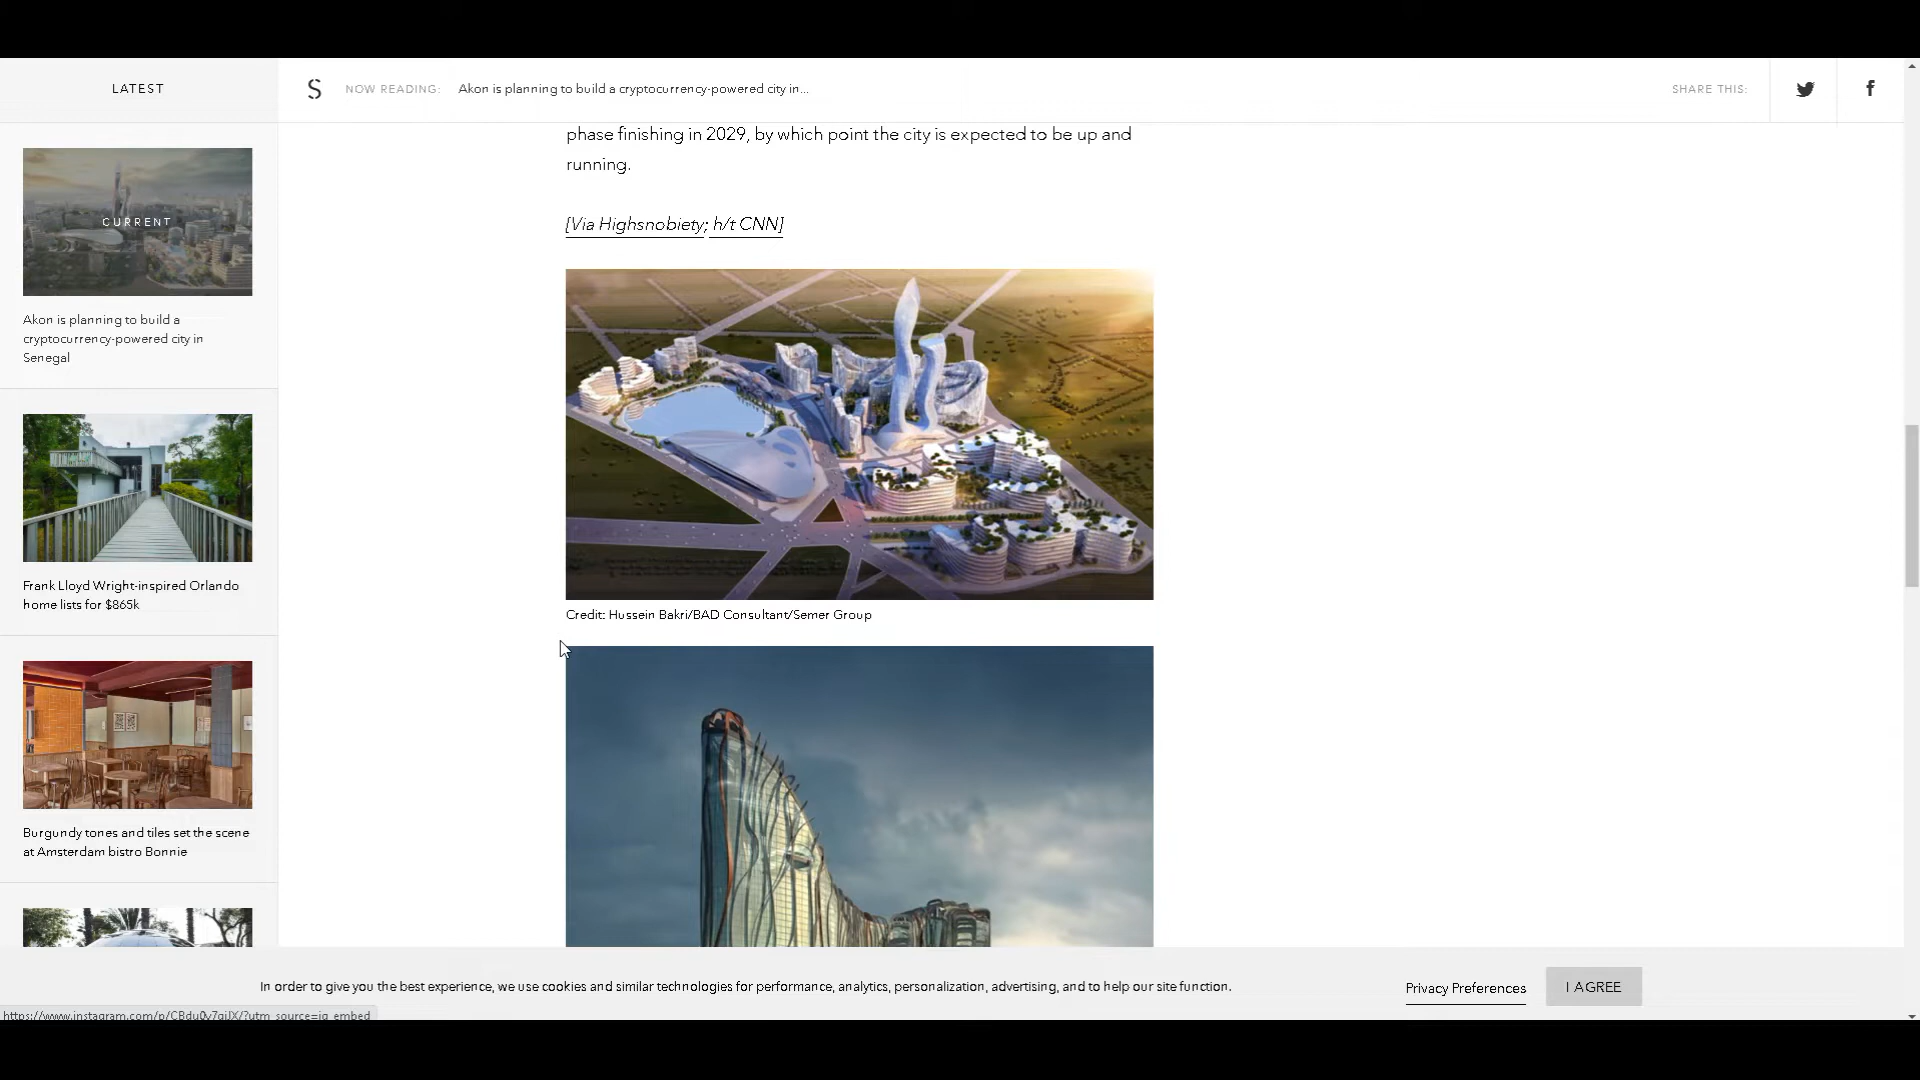 LATEST
S
NOW READING: Akon is planning to build a cryptocurrency-powered city in...
SHARE THIS:
CURRENT
Akon is planning to build a
cryptocurrency-powered city in
Senegal
Frank Lloyd Wright-inspired Orlando
home lists for $865k
Burgundy tones and tiles set the scene
at Amsterdam bistro Bonnie
phase finishing in 2029, by which point the city is expected to be up and
running.
[Via Highsnobiety; h/t CNN]
Credit: Hussein Bakri/BAD Consultant/Semer Group
In order to give you the best experience, we use cookies and similar technologies for performance, analytics, personalization, advertising, and to help our site function.
Privacy Preferences
I AGREE